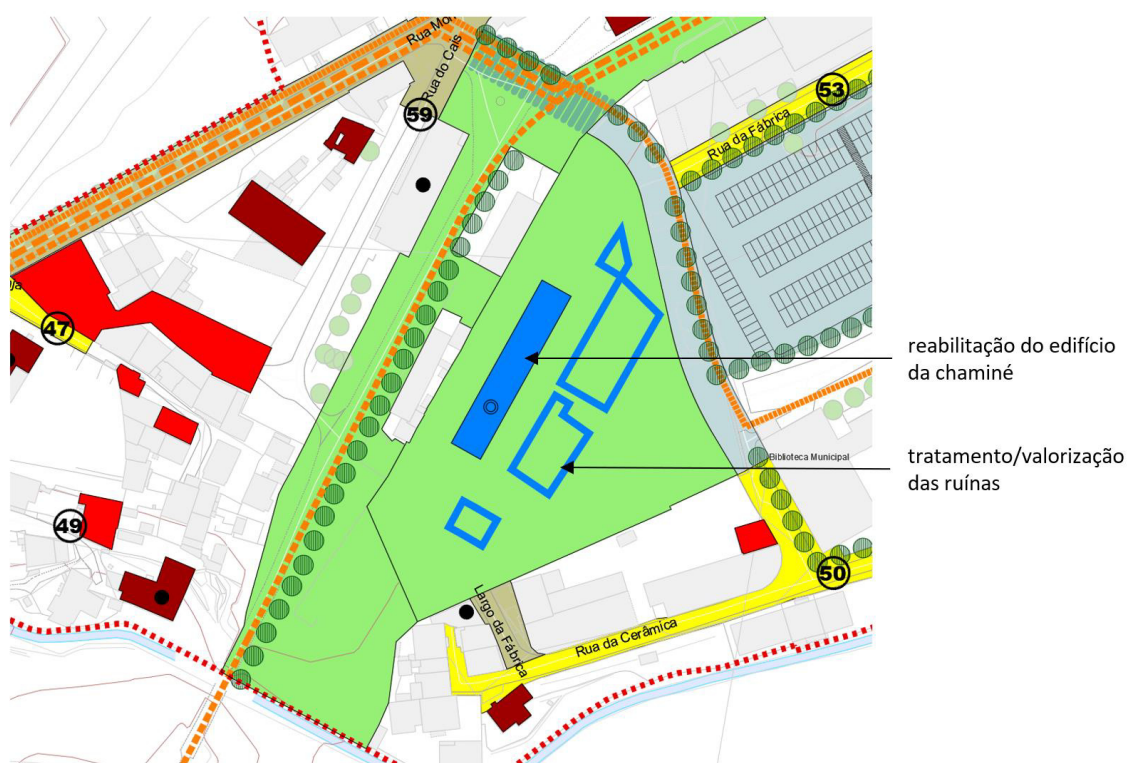 Rua Mon
Rua do Cais
59
53
Rua da Fábrica
47
reabilitação do edifício
da chaminé
Biblioteca Municipal
tratamento/valorização
das ruínas
49
50
Largo da Fábrica
Rua da Cerâmica